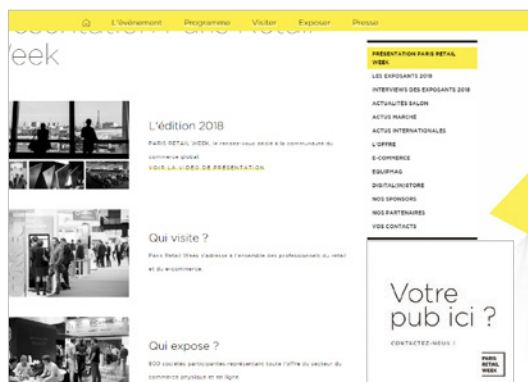 L'événement Programme Visiter Exposer Presse
Présentation Paris Retail
Week
L'édition 2018
PARIS RETAIL WEEK, le rendez-vous dédié à la communauté du
commerce global.
VOIR LA VIDÉO DE PRÉSENTATION
Qui visite ?
Paris Retail Week s'adresse à l'ensemble des professionnels du retail
et du e-commerce.
Qui expose ?
800 sociétés participantes représentant toute l'offre du secteur du
commerce physique et en ligne
PRÉSENTATION PARIS RETAIL
WEEK
LES EXPOSANTS 2018
INTERVIEWS DES EXPOSANTS 2018
ACTUALITÉS SALON
ACTUS MARCHÉ
ACTUS INTERNATIONALES
L'OFFRE
E-COMMERCE
EQUIPMAG
DIGITAL(IN)STORE
NOS SPONSORS
NOS PARTENAIRES
VOS CONTACTS
Votre
pub ici ?
CONTACTEZ-NOUS !
PARIS
RETAIL
WEEK